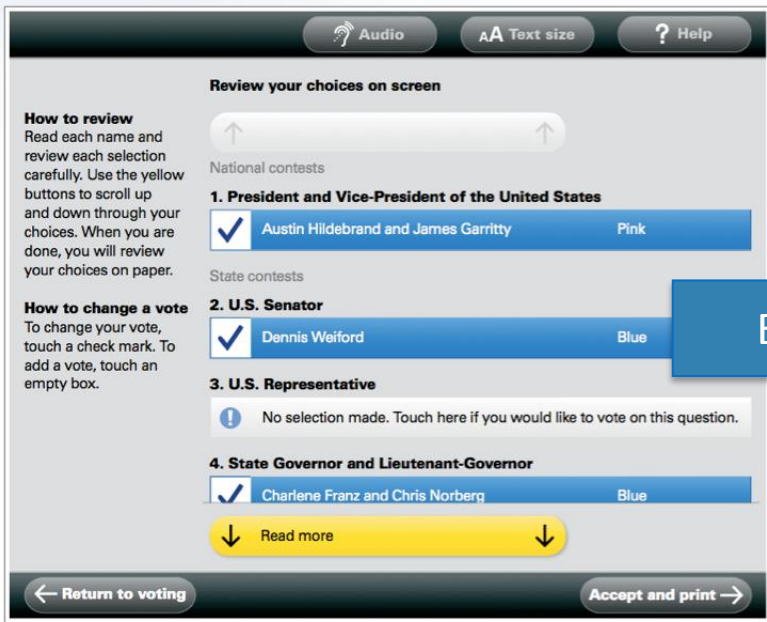 Audio
AA Text size
? Help
Review your choices on screen
How to review
Read each name and
review each selection
carefully. Use the yellow
buttons to scroll up
and down through your
choices. When you are
done, you will review
your choices on paper.
How to change a vote
To change your vote,
touch a check mark. To
add a vote, touch an
empty box.
National contests
1. President and Vice-President of the United States
Austin Hildebrand and James Garritty Pink
State contests
2. U.S. Senator
Dennis Weiford Blue
3. U.S. Representative
No selection made. Touch here if you would like to vote on this question.
4. State Governor and Lieutenant-Governor
Charlene Franz and Chris Norberg Blue
Read more
Return to voting
Accept and print